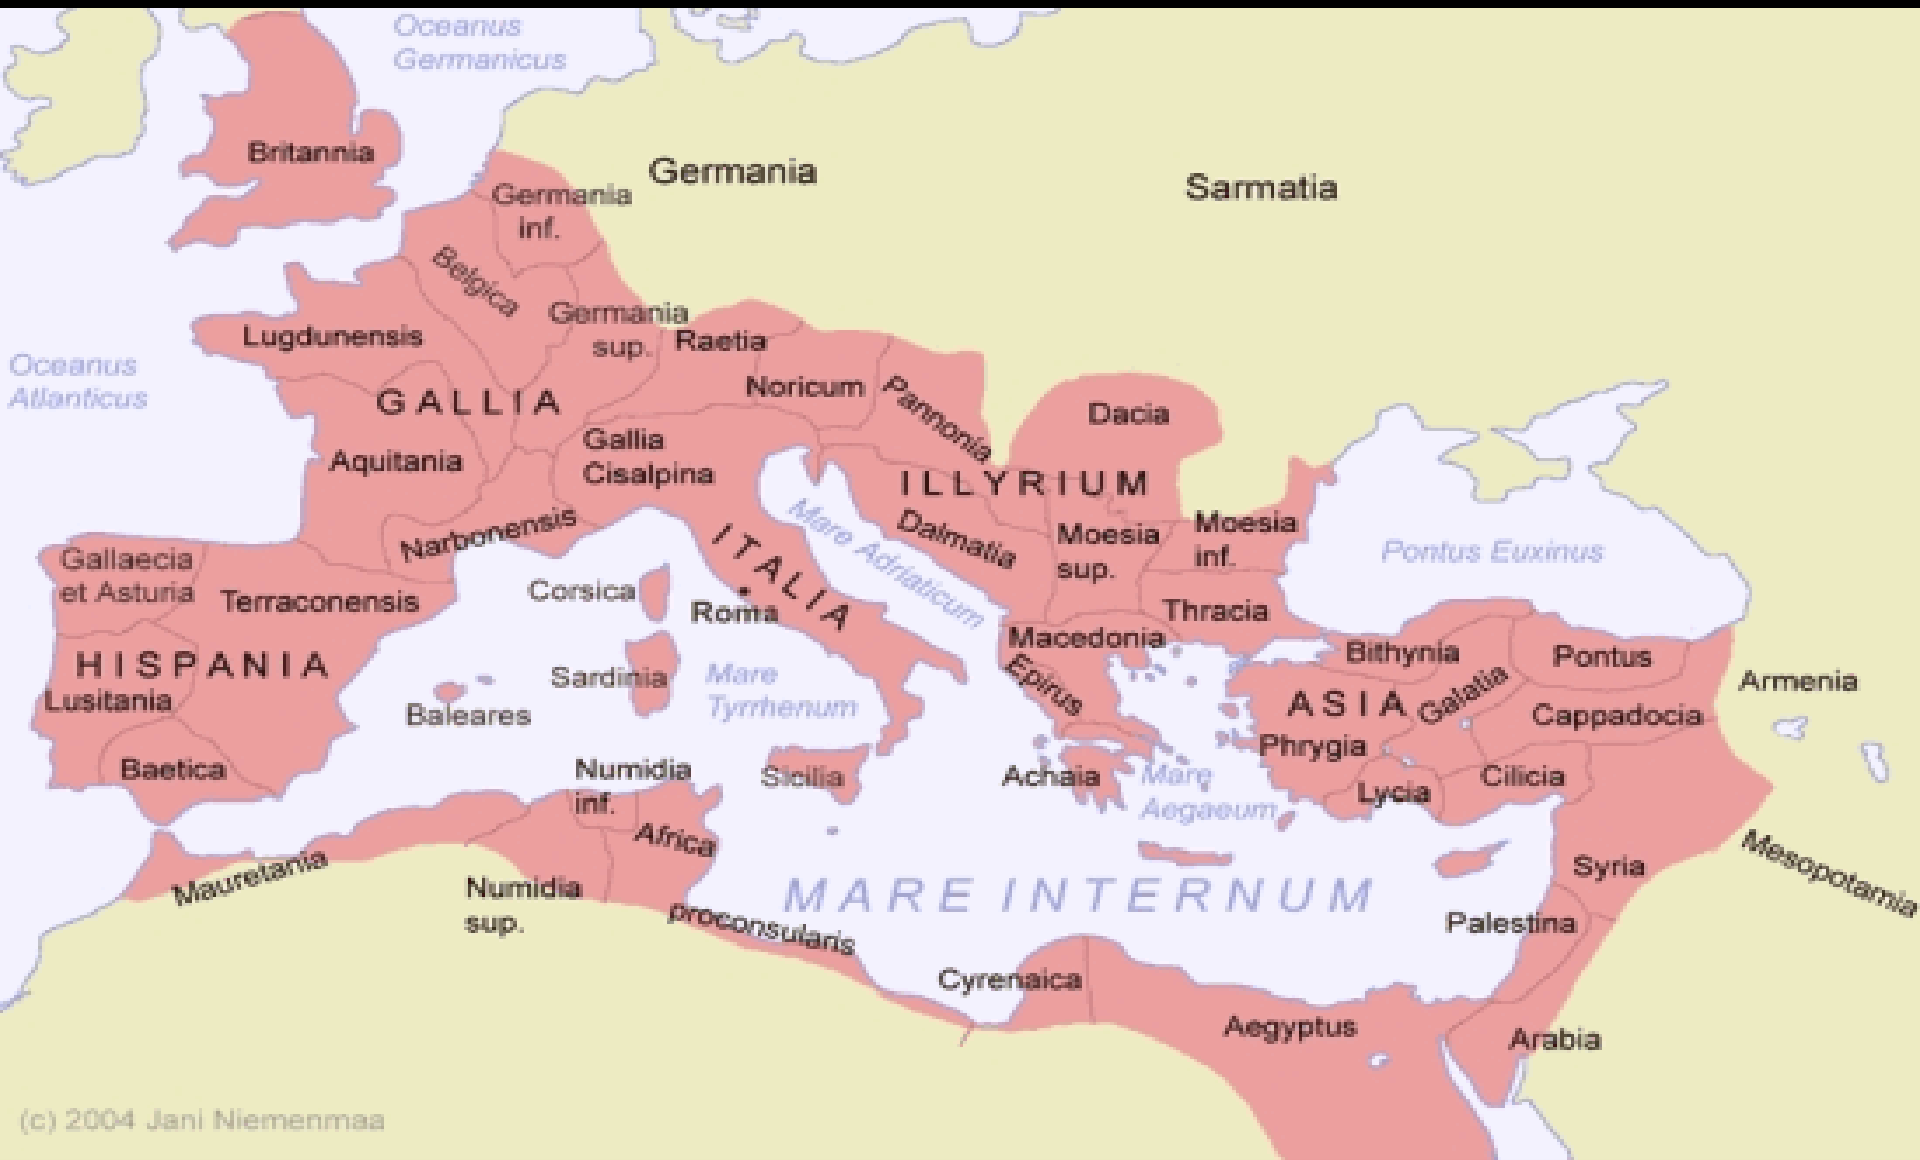 Oceanus
Germanicus
Britannia
Germania
Sarmatia
Germania
inf.
Belgica
Germania
sup.
Lugdunensis
Raetia
Oceanus
Atlanticus
Noricum
Pannonia
GALLIA
Dacia
Gallia
Cisalpina
Aquitania
ILLYRIUM
Narbonensis
ITALIA
Mare Adriaticum
Dalmatia
Moesia
sup.
Moesia
inf.
Pontus Euxinus
Gallaecia
et Asturia
Terraconensis
Corsica
Roma
Thracia
Macedonia
Bithynia
Pontus
HISPANIA
Lusitania
Sardinia
Mare
Tyrrhenum
Epirus
ASIA
Galatia
Armenia
Baleares
Cappadocia
Phrygia
Baetica
Numidia
inf.
Sicilia
Achaia
Mare
Aegaeum
Lycia
Cilicia
Africa
Mauretania
Numidia
sup.
proconsularis
MARE INTERNUM
Syria
Mesopotamia
Palestina
Cyrenaica
Aegyptus
Arabia
(c) 2004 Jani Niemenmaa